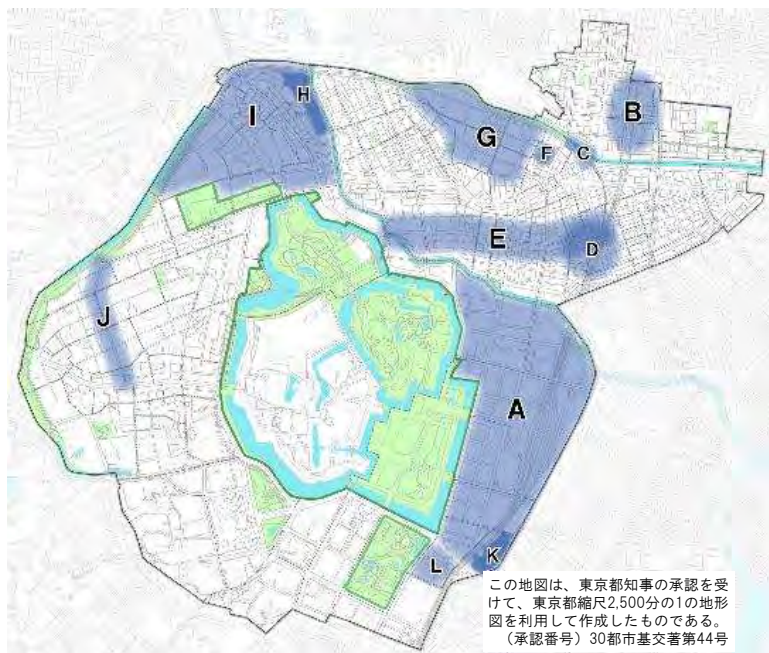 H
I
B
G
F
C
E
D
J
A
L
K
この地図は、東京都知事の承認を受
けて、東京都縮尺2,500分の1の地形
図を利用して作成したものである。
（承認番号）30都市基交著第44号